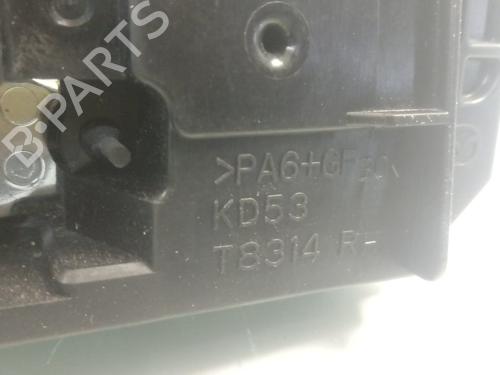 B-PARTS
>PA6+GF30<
KD53
T8314 RH